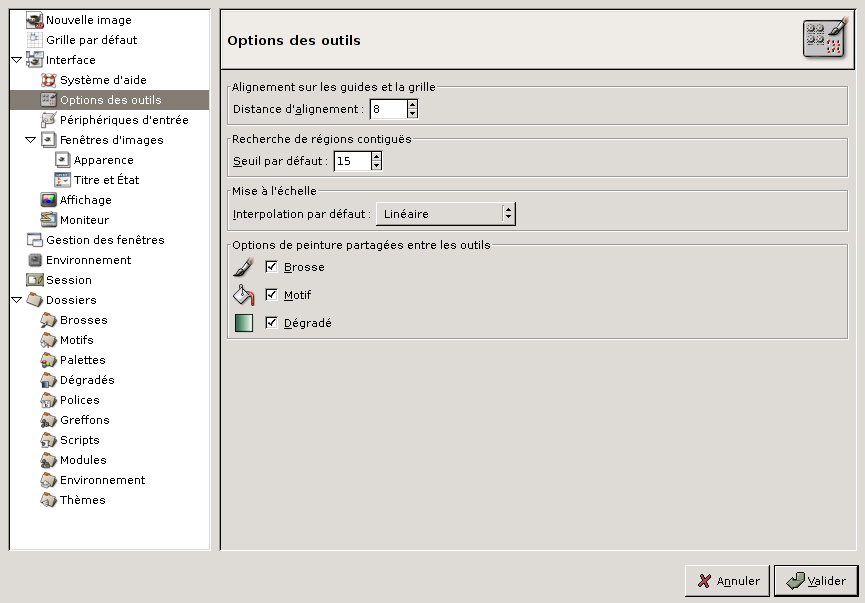 Nouvelle image
Grille par défaut
Interface
Système d'aide
Options des outils
Périphériques d'entrée
Fenêtres d'images
Apparence
Titre et État
Affichage
Moniteur
Gestion des fenêtres
Environnement
Session
Dossiers
Brosses
Motifs
Palettes
Dégradés
Polices
Greffons
Scripts
Modules
Environnement
Thèmes
Options des outils
Alignement sur les guides et la grille
Distance d'alignement : 8
Recherche de régions contiguës
Seuil par défaut : 15
Mise à l'échelle
Interpolation par défaut : Linéaire
Options de peinture partagées entre les outils
Brosse
Motif
Dégradé
Annuler
Valider